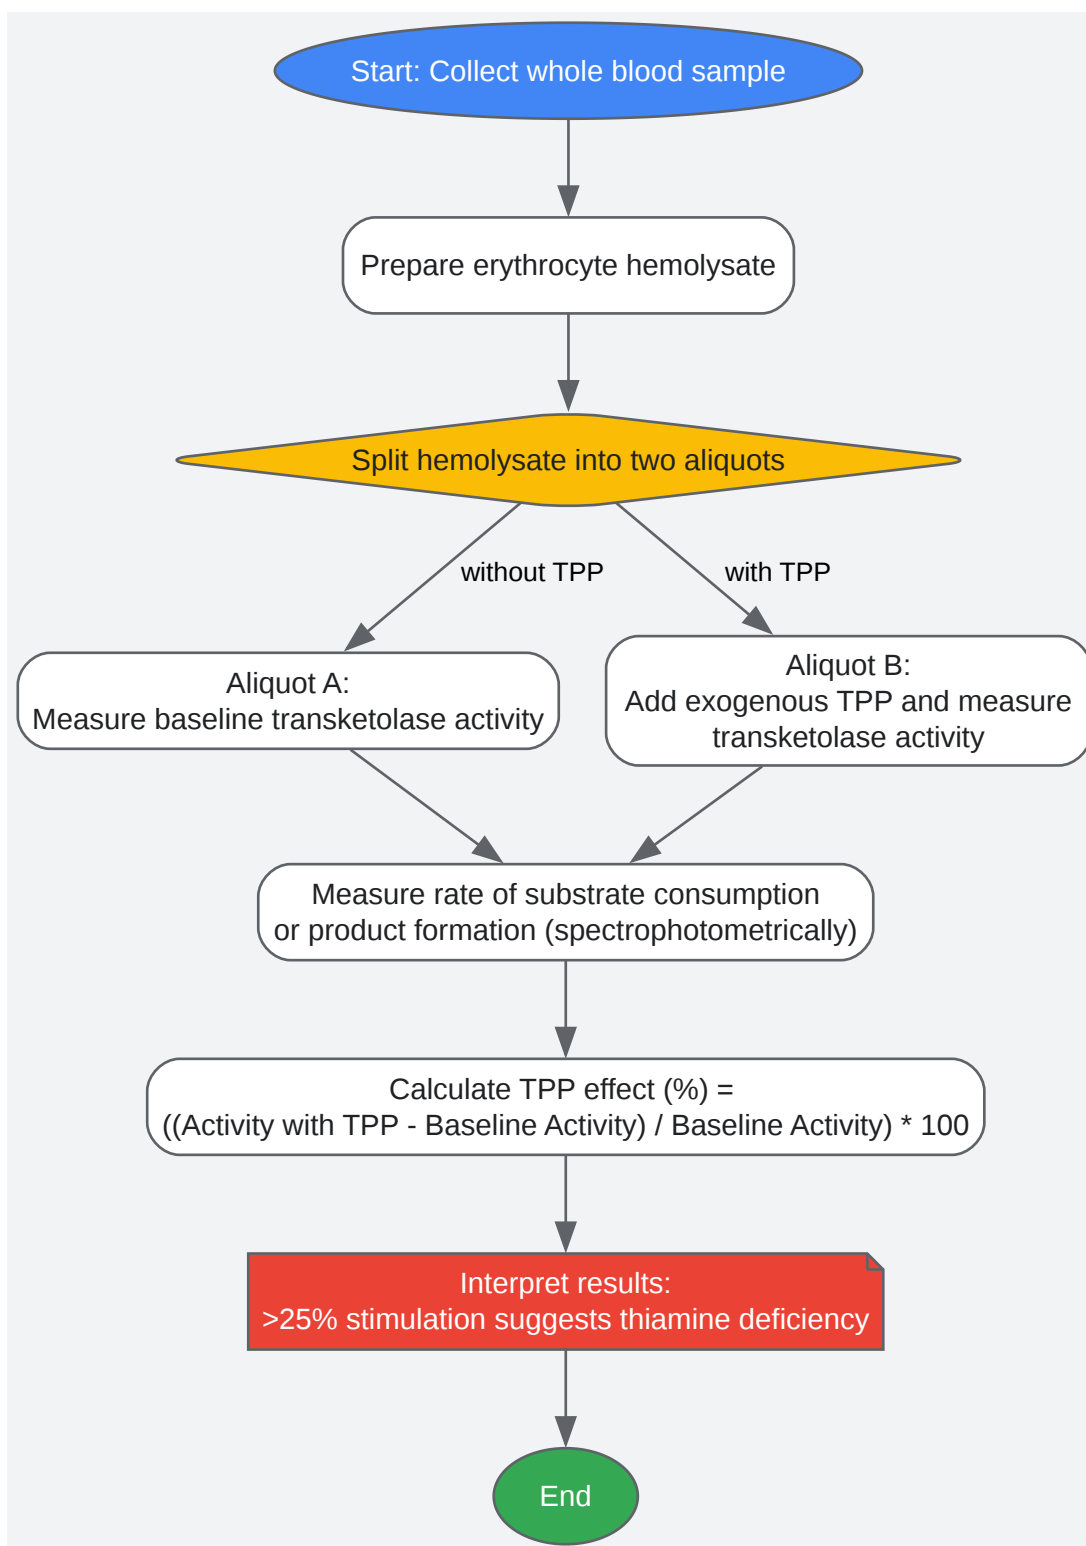 Start: Collect whole blood sample
Prepare erythrocyte hemolysate
Split hemolysate into two aliquots
without TPP
with TPP
Aliquot A:
Measure baseline transketolase activity
Aliquot B:
Add exogenous TPP and measure
transketolase activity
Measure rate of substrate consumption
or product formation (spectrophotometrically)
Calculate TPP effect (%) =
((Activity with TPP - Baseline Activity) / Baseline Activity) * 100
Interpret results:
>25% stimulation suggests thiamine deficiency
End